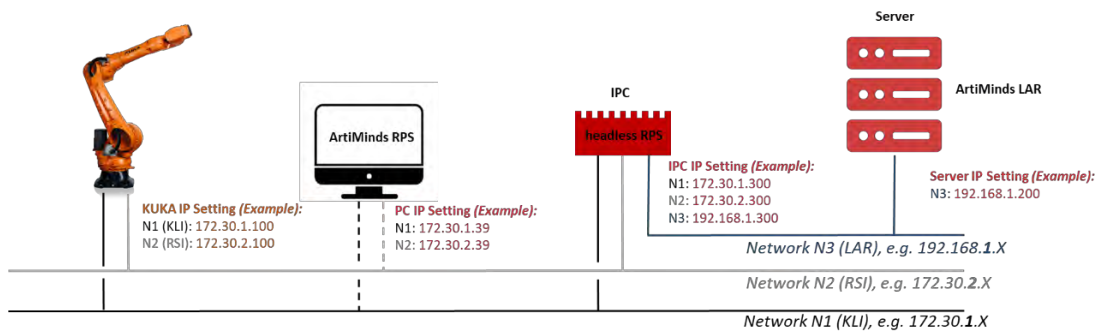 Server
IPC
ArtiMinds LAR
ArtiMinds RPS
headless RPS
KUKA IP Setting (Example):
N1 (KLI): 172.30.1.100
N2 (RSI): 172.30.2.100
PC IP Setting (Example):
N1: 172.30.1.39
N2: 172.30.2.39
IPC IP Setting (Example):
N1: 172.30.1.300
N2: 172.30.2.300
N3: 192.168.1.300
Server IP Setting (Example):
N3: 192.168.1.200
Network N3 (LAR), e.g. 192.168.1.X
Network N2 (RSI), e.g. 172.30.2.X
Network N1 (KLI), e.g. 172.30.1.X